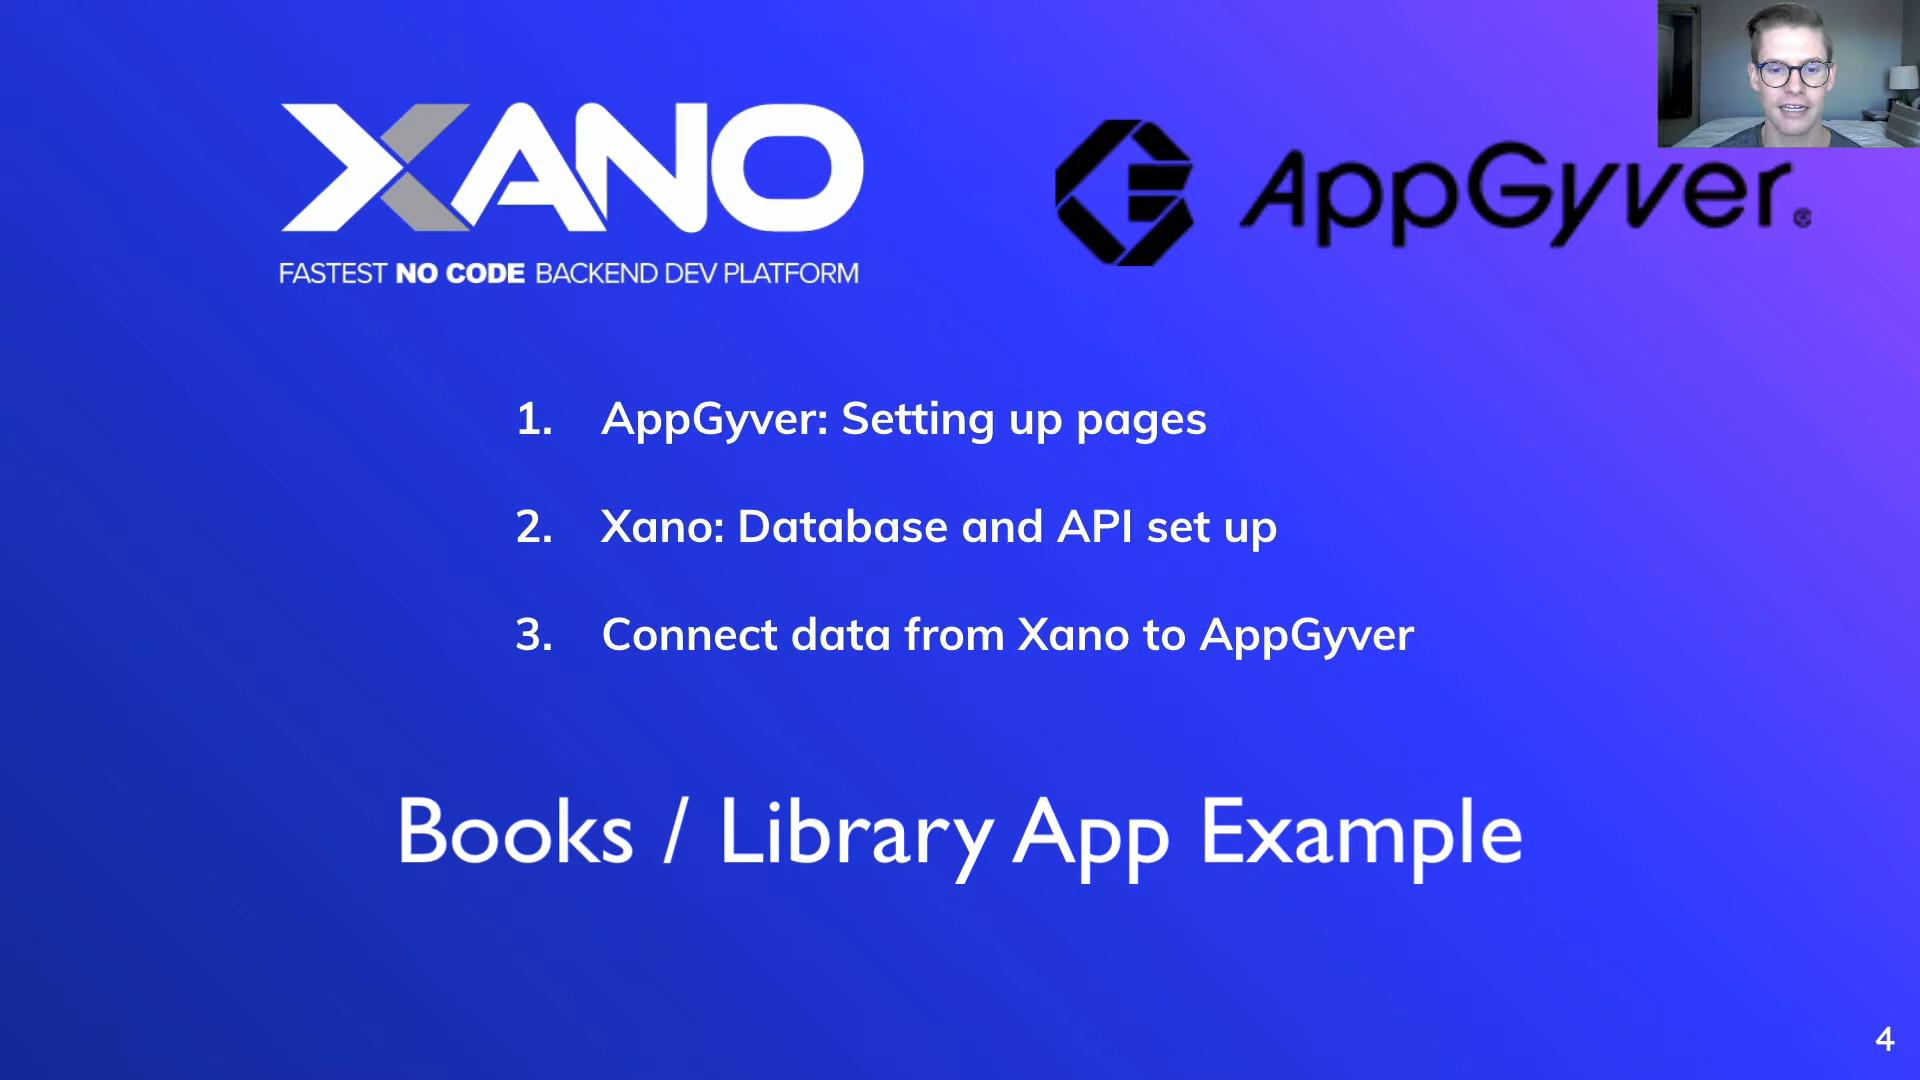 XANO
FASTEST NO CODE BACKEND DEV PLATFORM
AppGyver®
1. AppGyver: Setting up pages
2. Xano: Database and API set up
3. Connect data from Xano to AppGyver
Books / Library App Example
4